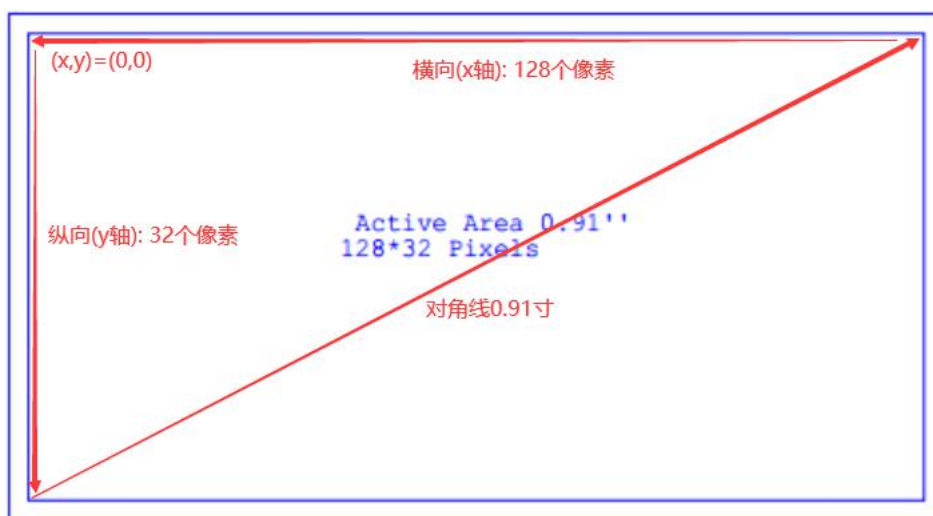 (x,y)=(0,0)
横向(x轴): 128个像素
纵向(y轴): 32个像素
Active Area 0.91''
128*32 Pixels
对角线0.91寸